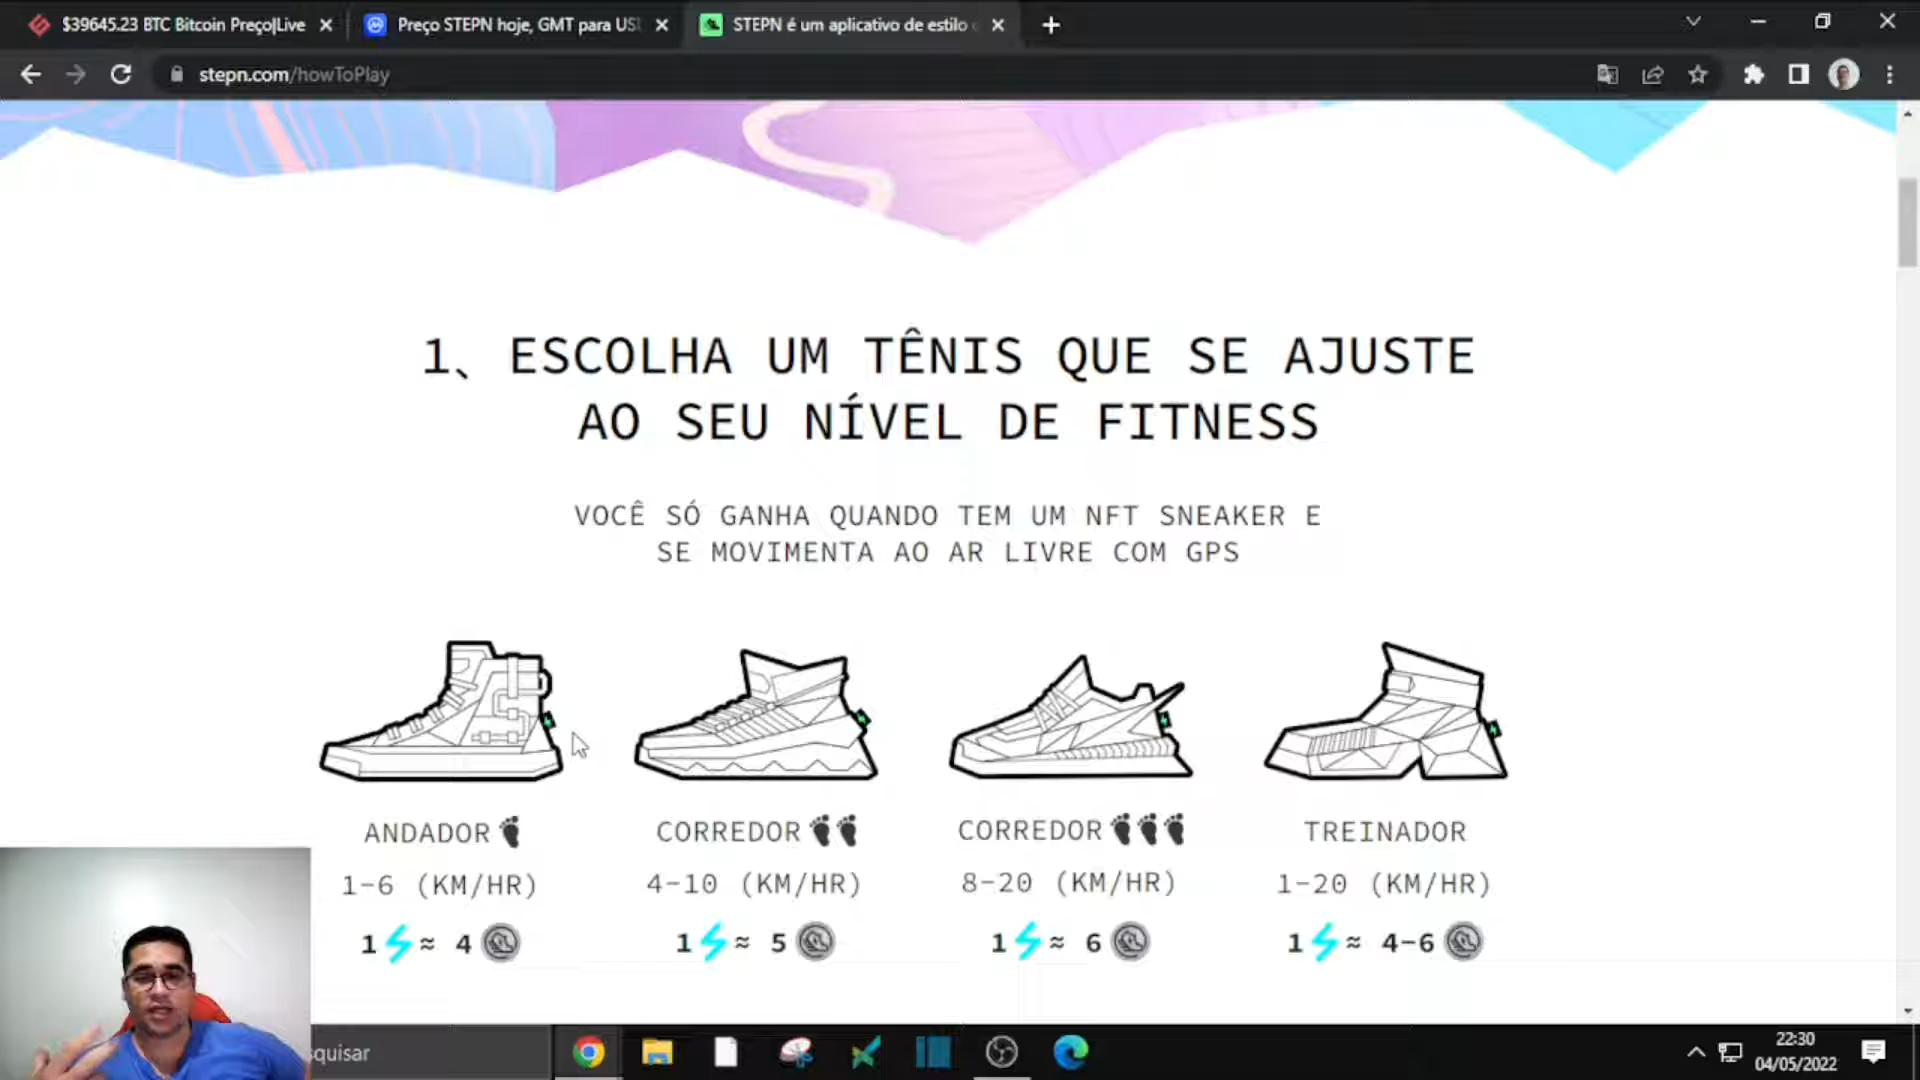 $39645.23 BTC Bitcoin Preço|Live
Preço STEPN hoje, GMT para US
STEPN é um aplicativo de estilo
stepn.com/howToPlay
1、ESCOLHA UM TÊNIS QUE SE AJUSTE
AO SEU NÍVEL DE FITNESS
VOCÊ SÓ GANHA QUANDO TEM UM NFT SNEAKER E
SE MOVIMENTA AO AR LIVRE COM GPS
ANDADOR CORREDOR CORREDOR TREINADOR
1-6 (KM/HR) 4-10 (KM/HR) 8-20 (KM/HR) 1-20 (KM/HR)
1 ≈ 4 1 ≈ 5 1 ≈ 6 1 ≈ 4-6
squisar
22:30
04/05/2022